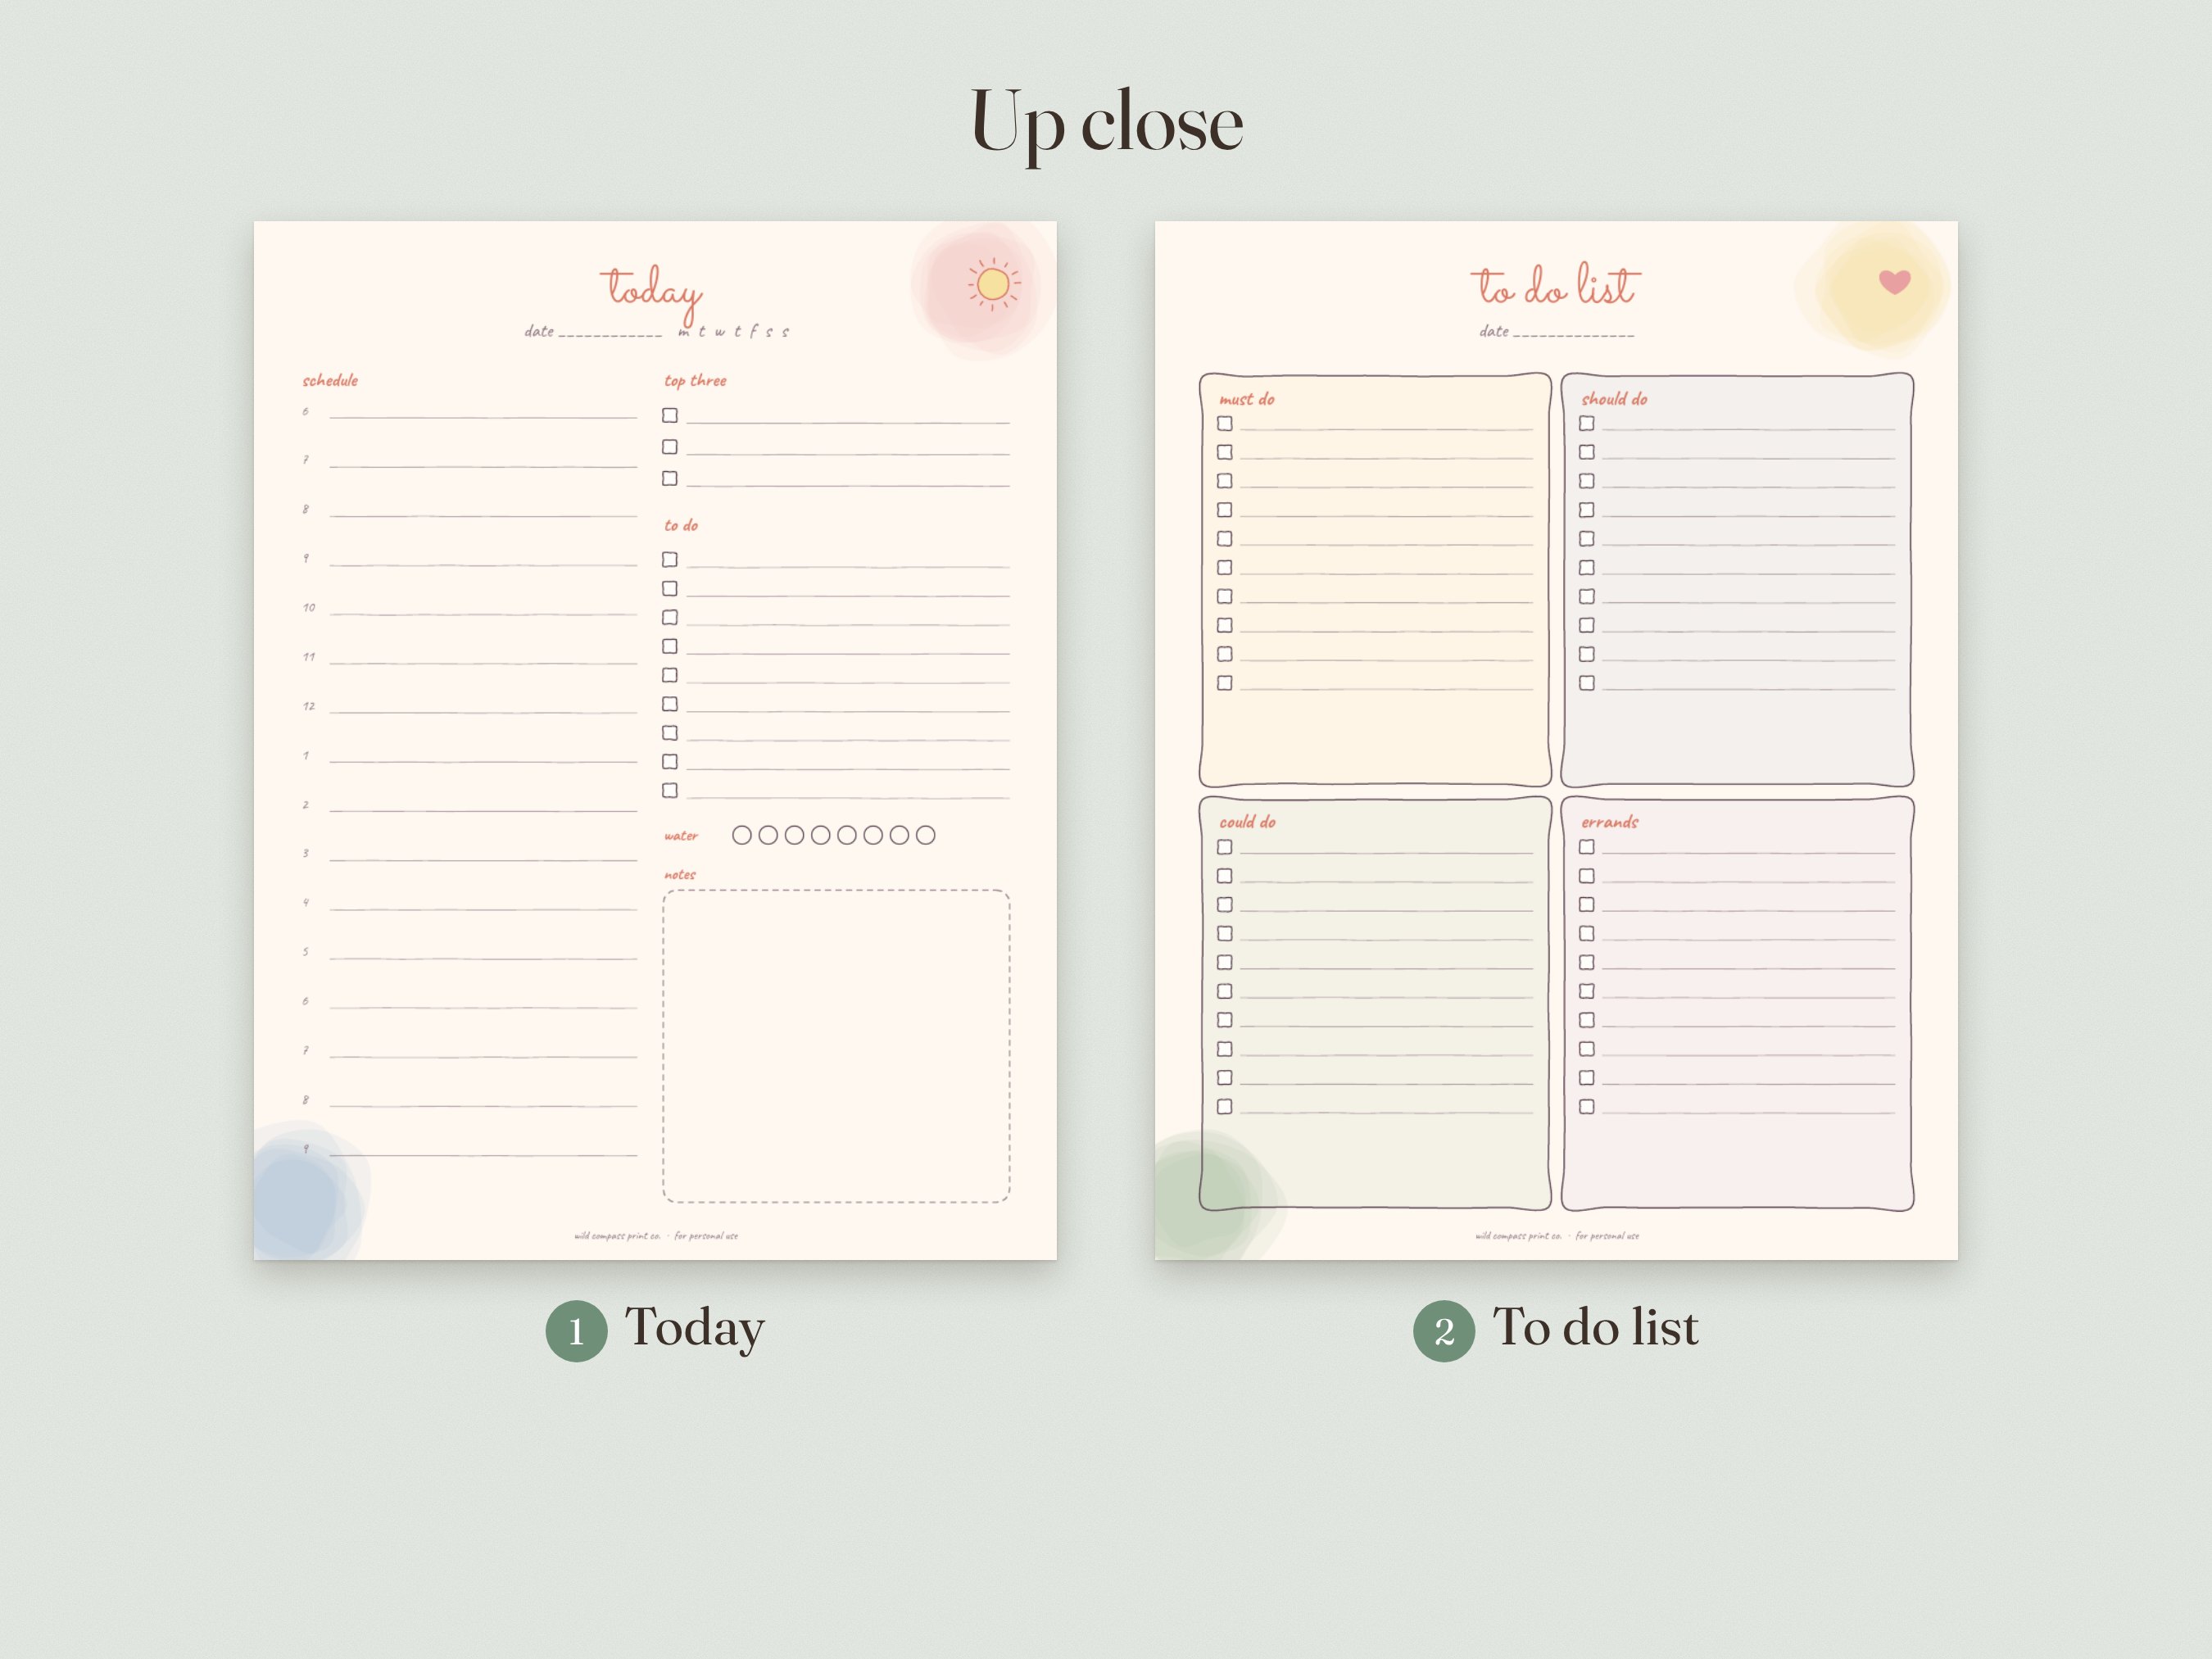 Up close
today
date ___________ m t w t f s s
schedule
6
7
8
9
10
11
12
1
2
3
4
5
6
7
8
9
top three
to do
water
notes
wild compass print co. · for personal use
to do list
date _____________
must do
should do
could do
errands
wild compass print co. · for personal use
1 Today
2 To do list